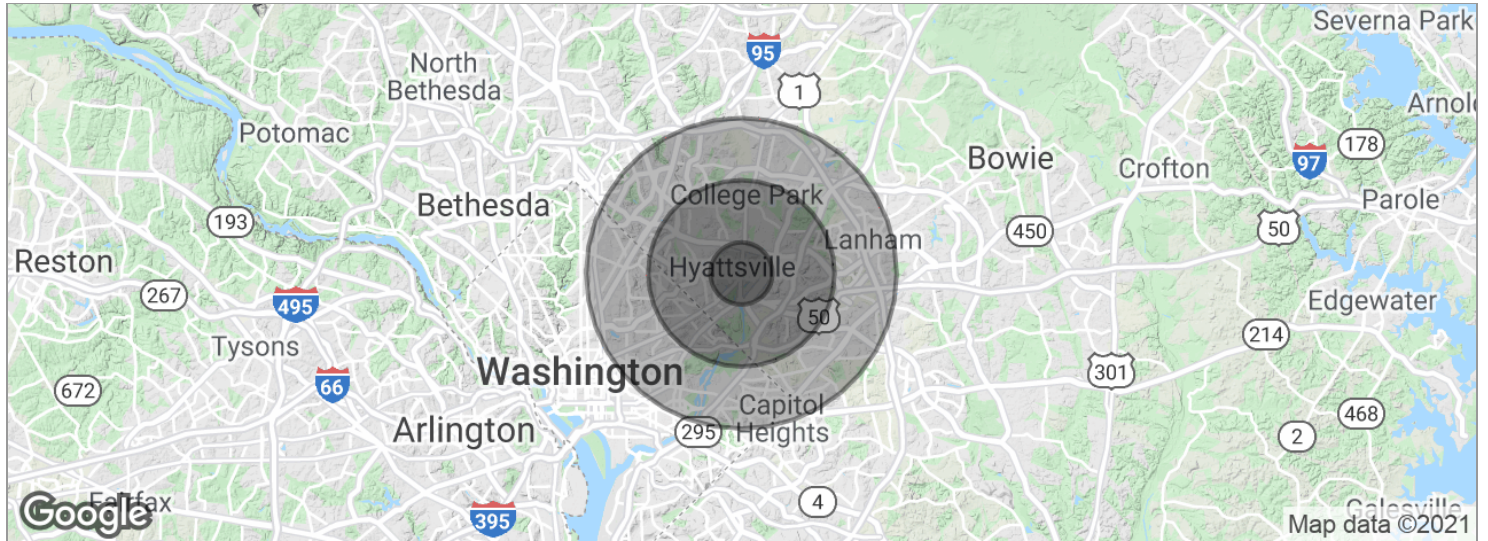 Severna Park
95
North
Bethesda
1
Arnold
Potomac
178
Bowie
97
Crofton
College Park
Parole
Bethesda
193
50
450
Lanham
Reston
Hyattsville
267
495
50
Edgewater
214
Tysons
Washington
301
66
672
Capitol
Heights
468
Arlington
295
2
Fairfax
4
Galesville
Google
395
Map data ©2021